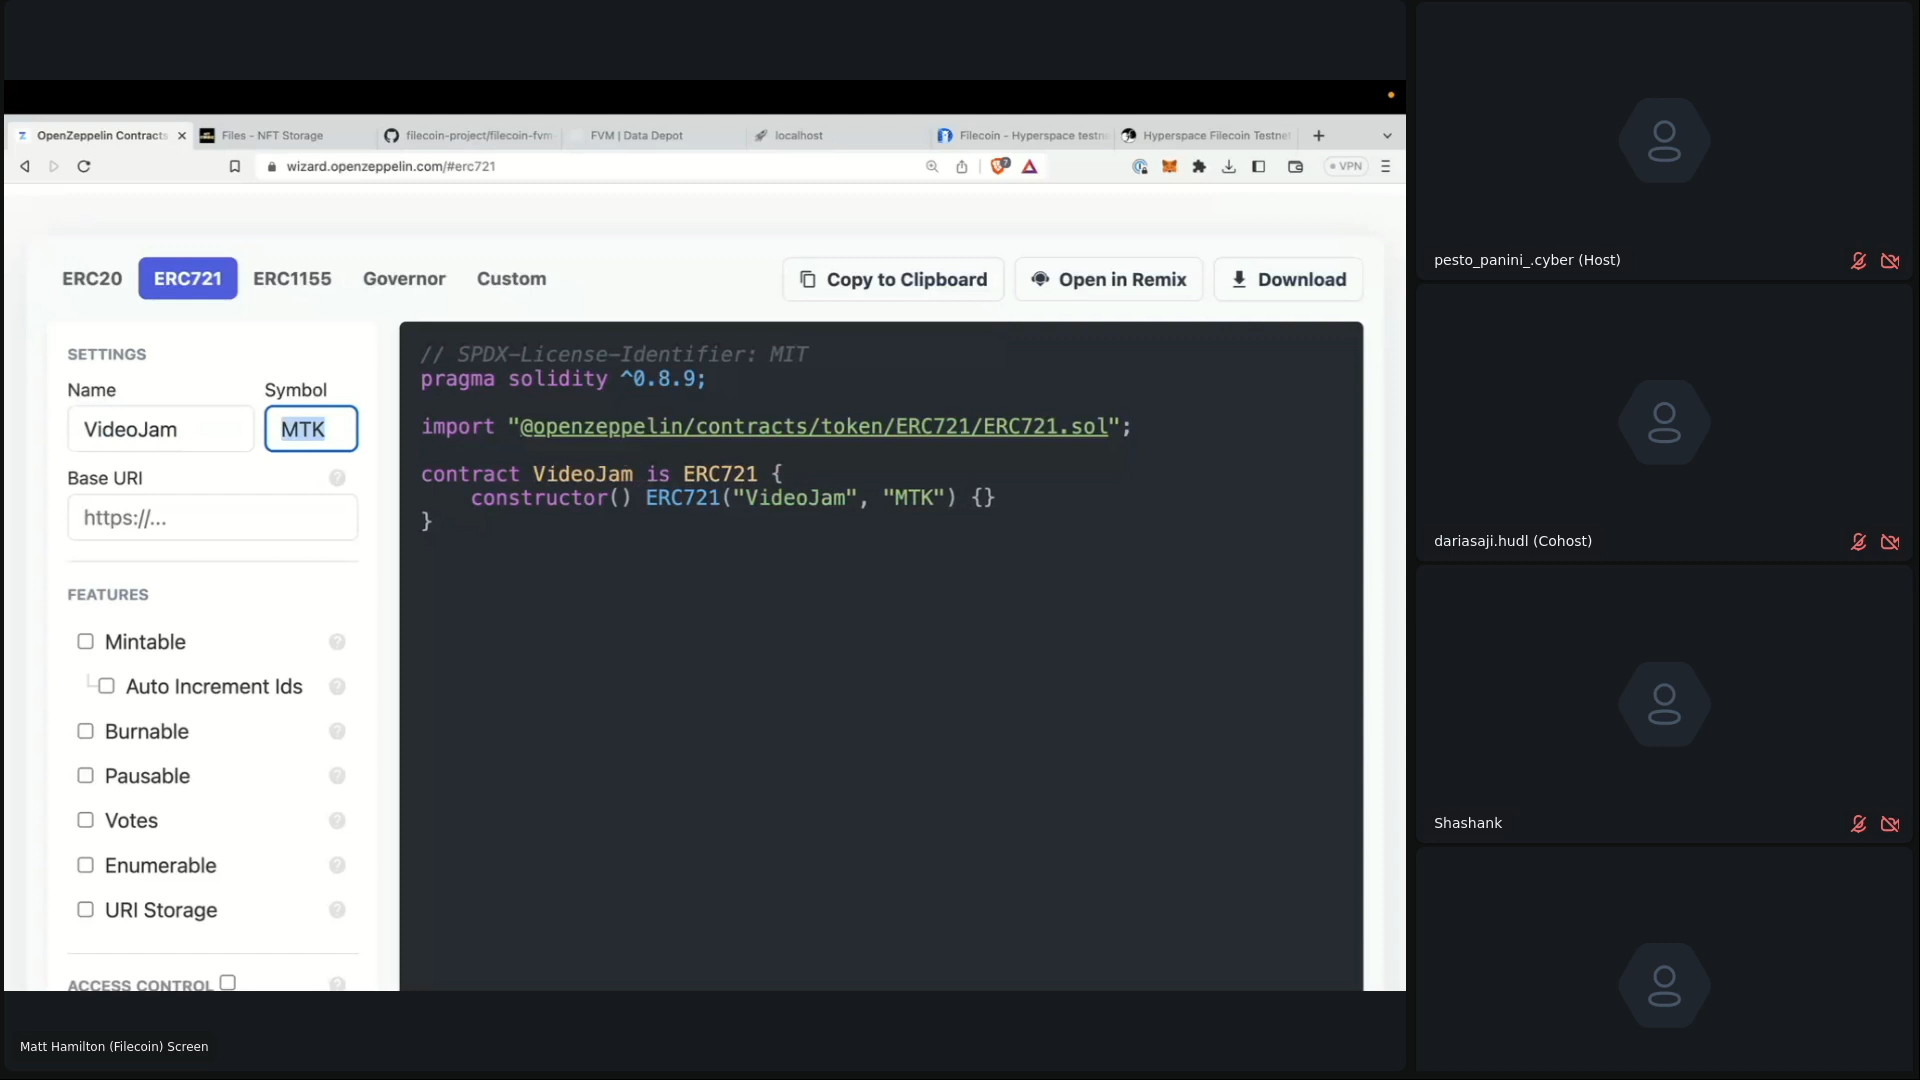 OpenZeppelin Contracts
Files - NFT Storage
filecoin-project/filecoin-fvm-
FVM | Data Depot
localhost
Filecoin - Hyperspace testn
Hyperspace Filecoin Testne
wizard.openzeppelin.com/#erc721
VPN
ERC20
ERC721
ERC1155
Governor
Custom
Copy to Clipboard
Open in Remix
Download
SETTINGS
Name
Symbol
VideoJam
MTK
Base URI
https://...
FEATURES
Mintable
Auto Increment Ids
Burnable
Pausable
Votes
Enumerable
URI Storage
ACCESS CONTROL
// SPDX-License-Identifier: MIT
pragma solidity ^0.8.9;
import "@openzeppelin/contracts/token/ERC721/ERC721.sol";
contract VideoJam is ERC721 {
constructor() ERC721("VideoJam", "MTK") {}
}
Matt Hamilton (Filecoin) Screen
pesto_panini_.cyber (Host)
dariasaji.hudl (Cohost)
Shashank